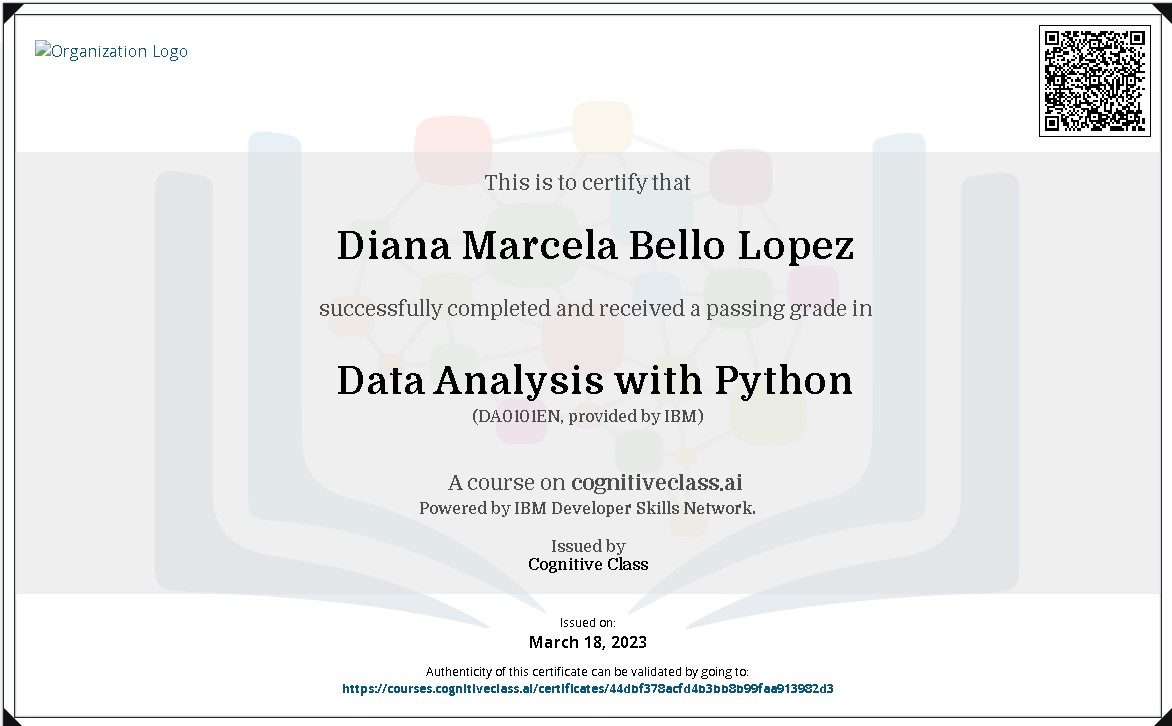 Organization Logo
This is to certify that
Diana Marcela Bello Lopez
successfully completed and received a passing grade in
Data Analysis with Python
(DA0101EN, provided by IBM)
A course on cognitiveclass.ai
Powered by IBM Developer Skills Network.
Issued by
Cognitive Class
Issued on:
March 18, 2023
Authenticity of this certificate can be validated by going to:
https://courses.cognitiveclass.ai/certificates/44dbf378acfd4b3bb8b99faa913982d3